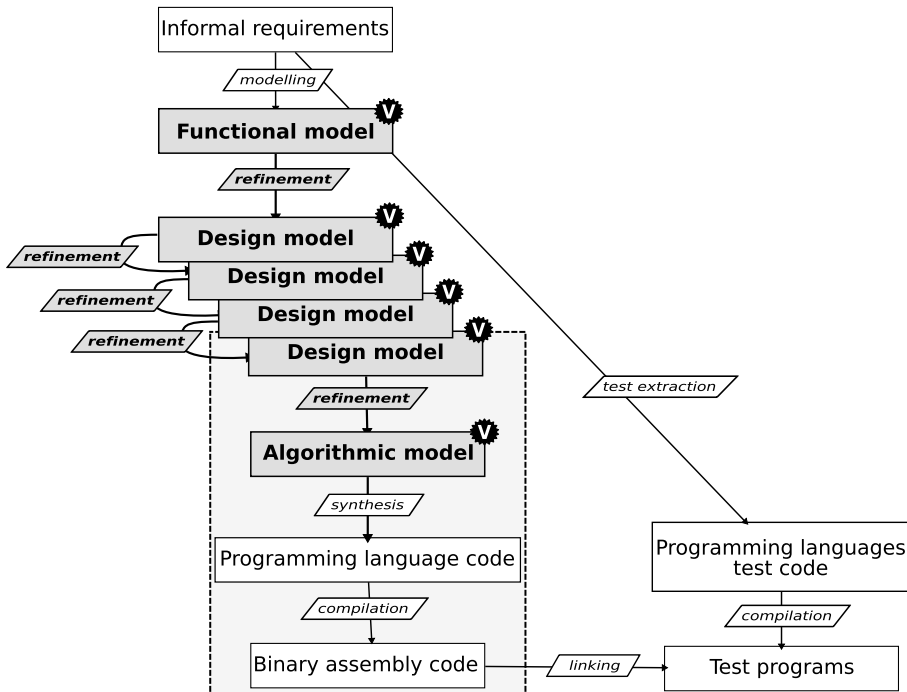 Informal requirements
modelling
V
Functional model
refinement
V
Design model
refinement
V
Design model
refinement
V
Design model
refinement
V
Design model
refinement
test extraction
V
Algorithmic model
synthesis
Programming language code
Programming languages
test code
compilation
compilation
Binary assembly code
linking
Test programs